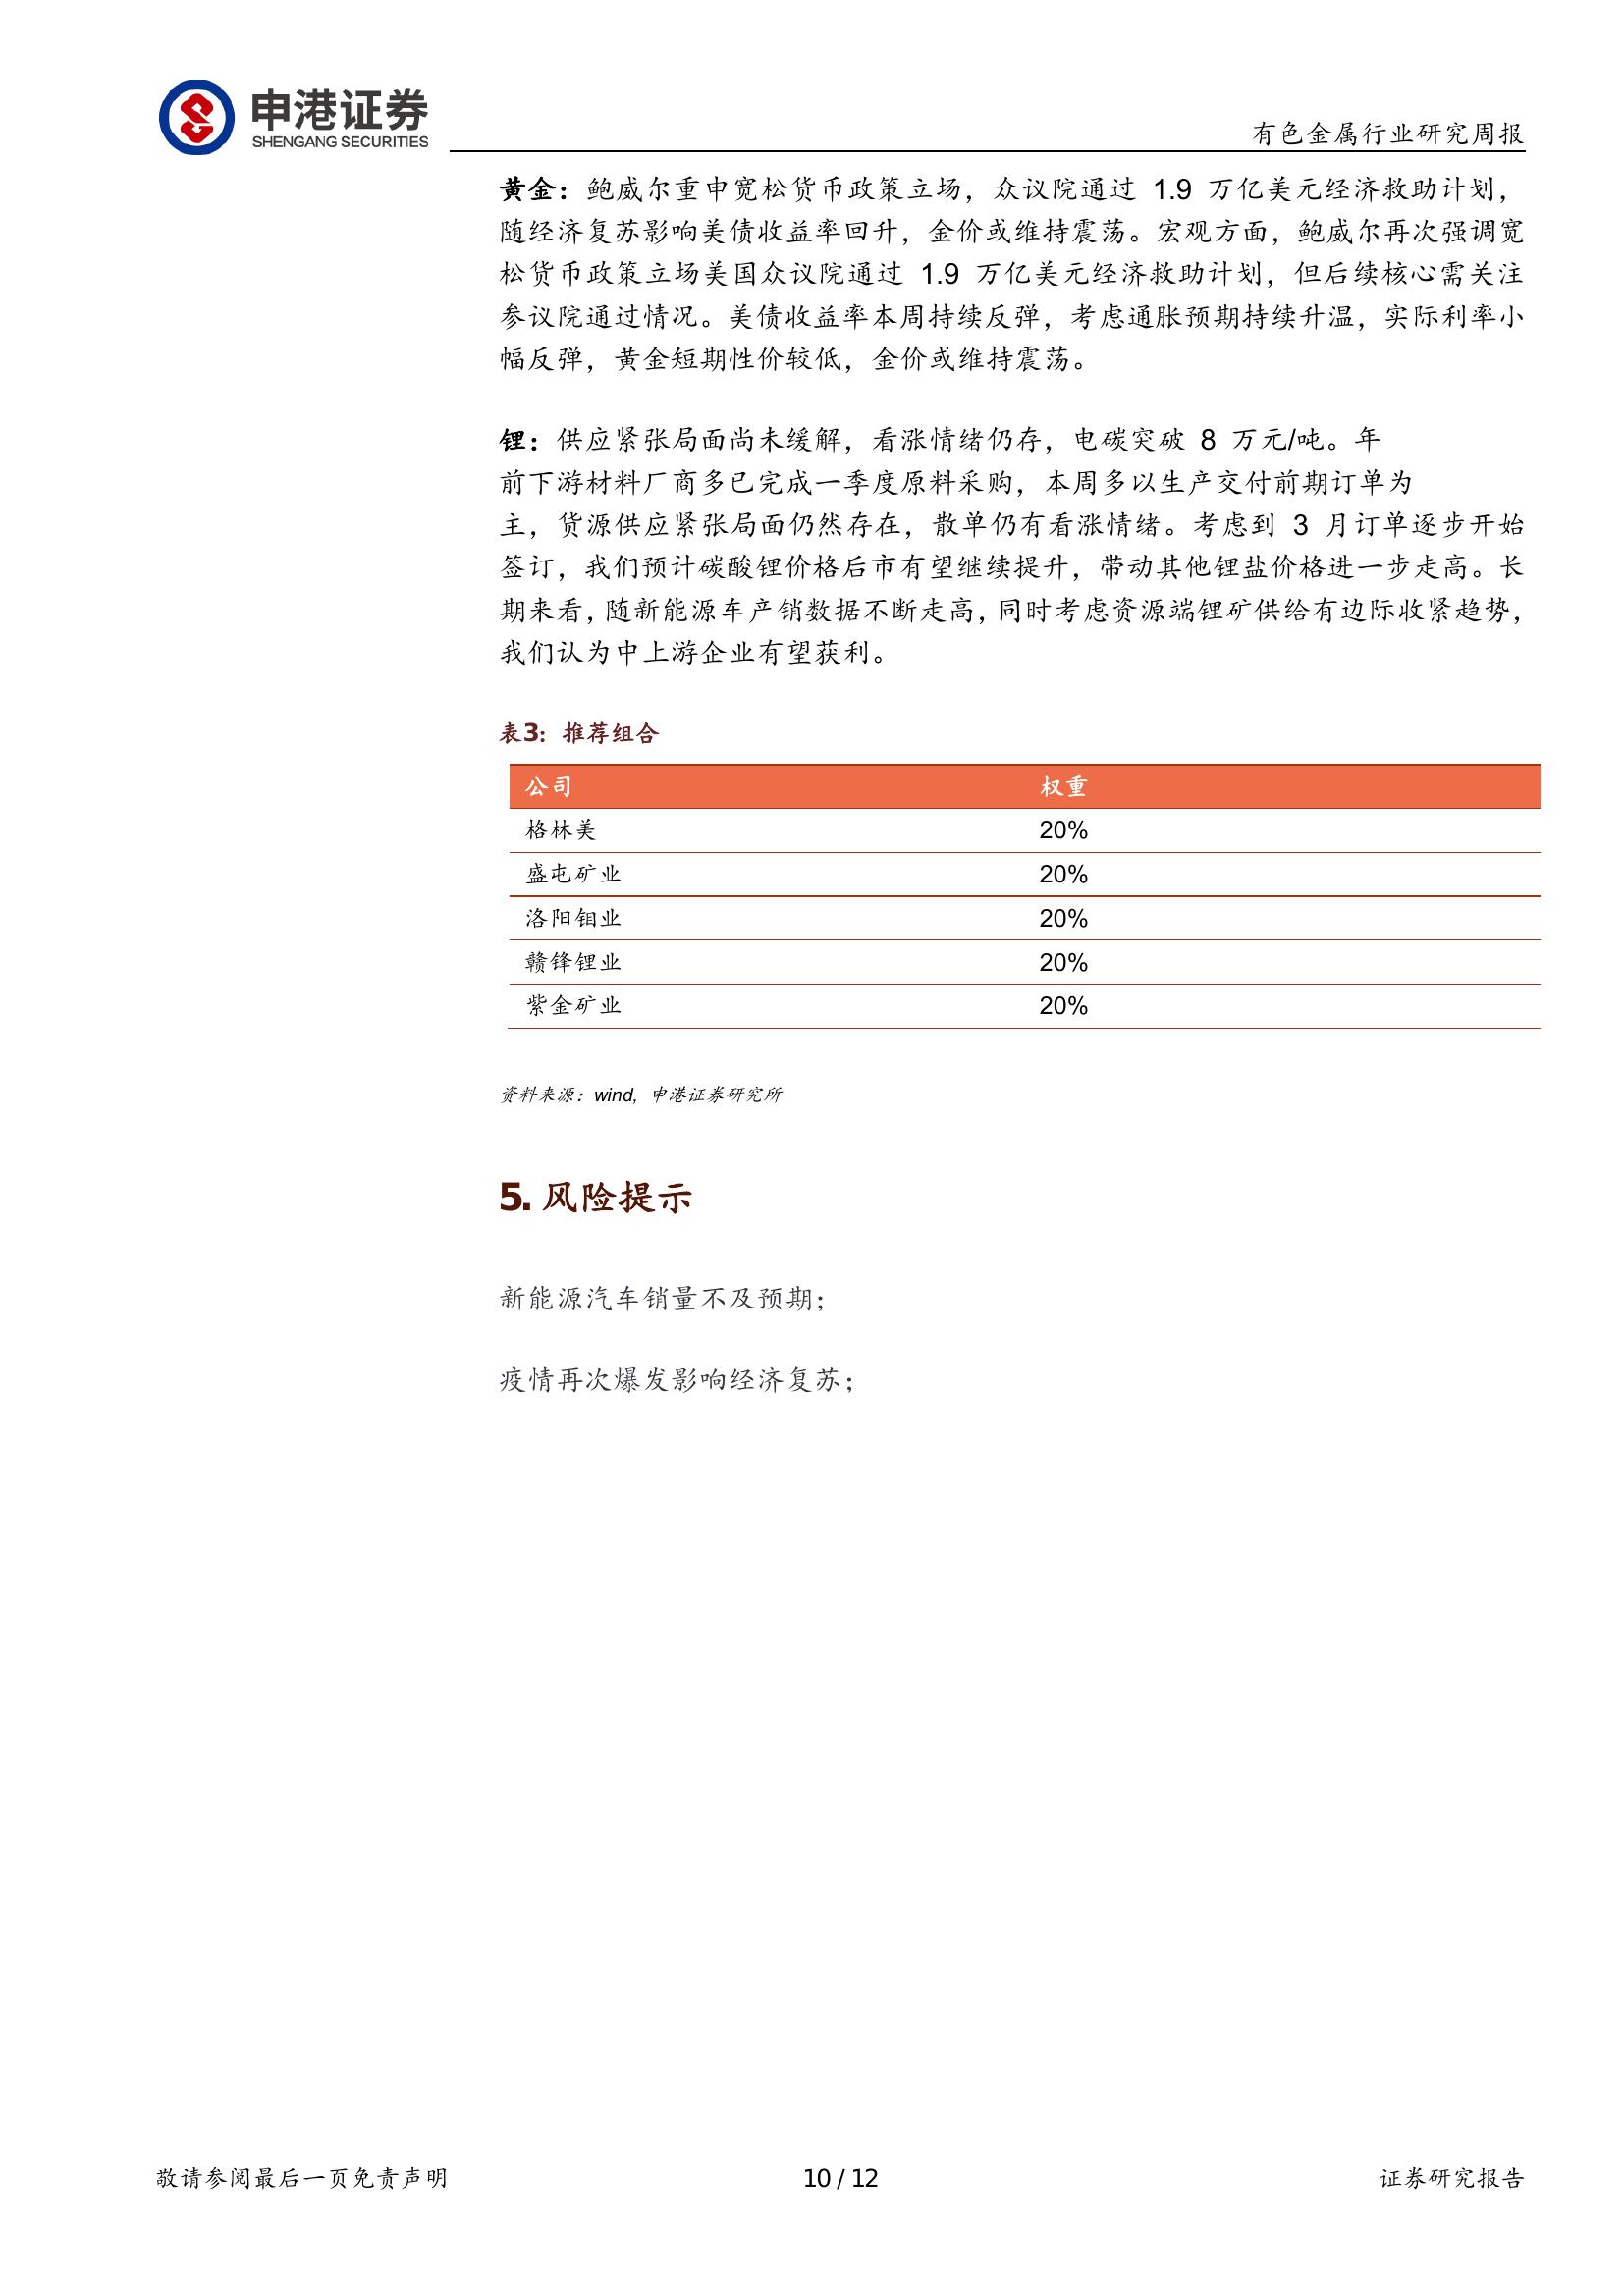 申港证券
SHENGANG SECURITIES
有色金属行业研究周报
黄金：鲍威尔重申宽松货币政策立场，众议院通过 1.9 万亿美元经济救助计划，
随经济复苏影响美债收益率回升，金价或维持震荡。宏观方面，鲍威尔再次强调宽
松货币政策立场美国众议院通过 1.9 万亿美元经济救助计划，但后续核心需关注
参议院通过情况。美债收益率本周持续反弹，考虑通胀预期持续升温，实际利率小
幅反弹，黄金短期性价较低，金价或维持震荡。
锂：供应紧张局面尚未缓解，看涨情绪仍存，电碳突破 8 万元/吨。年
前下游材料厂商多已完成一季度原料采购，本周多以生产交付前期订单为
主，货源供应紧张局面仍然存在，散单仍有看涨情绪。考虑到 3 月订单逐步开始
签订，我们预计碳酸锂价格后市有望继续提升，带动其他锂盐价格进一步走高。长
期来看，随新能源车产销数据不断走高，同时考虑资源端锂矿供给有边际收紧趋势，
我们认为中上游企业有望获利。
表3：推荐组合
公司 权重
格林美 20%
盛屯矿业 20%
洛阳钼业 20%
赣锋锂业 20%
紫金矿业 20%
资料来源：wind, 申港证券研究所
5. 风险提示
新能源汽车销量不及预期；
疫情再次爆发影响经济复苏；
敬请参阅最后一页免责声明 10 / 12 证券研究报告